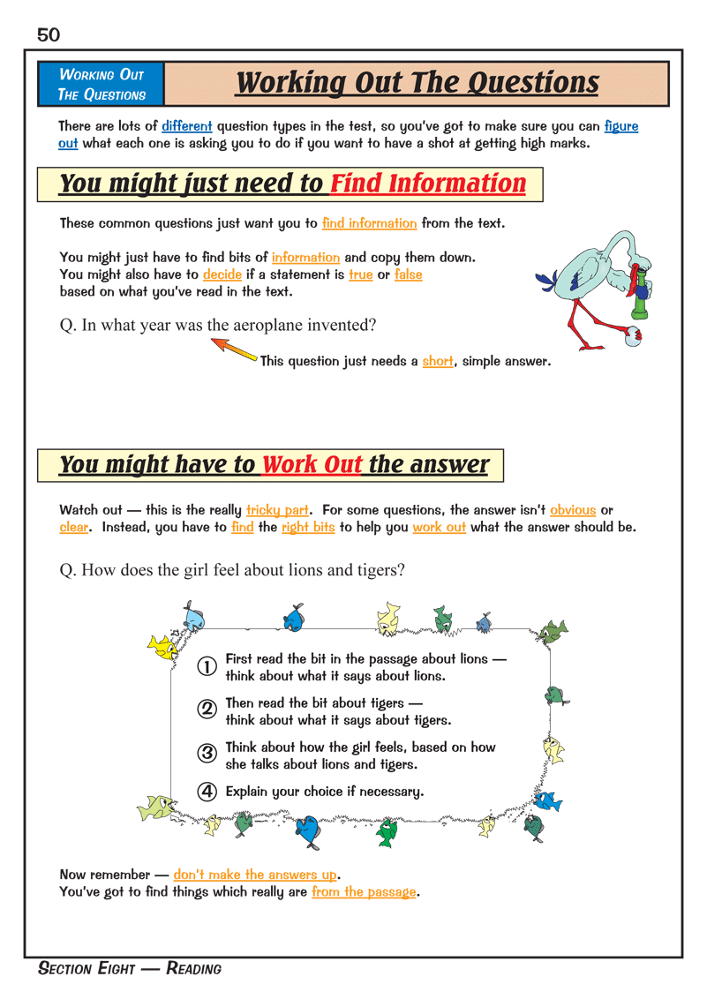 50
WORKING OUT
THE QUESTIONS
Working Out The Questions
There are lots of different question types in the test, so you've got to make sure you can figure
out what each one is asking you to do if you want to have a shot at getting high marks.
You might just need to Find Information
These common questions just want you to find information from the text.
You might just have to find bits of information and copy them down.
You might also have to decide if a statement is true or false
based on what you've read in the text.
Q. In what year was the aeroplane invented?
This question just needs a short, simple answer.
You might have to Work Out the answer
Watch out — this is the really tricky part. For some questions, the answer isn't obvious or
clear. Instead, you have to find the right bits to help you work out what the answer should be.
Q. How does the girl feel about lions and tigers?
1 First read the bit in the passage about lions —
think about what it says about lions.
2 Then read the bit about tigers —
think about what it says about tigers.
3 Think about how the girl feels, based on how
she talks about lions and tigers.
4 Explain your choice if necessary.
Now remember — don't make the answers up.
You've got to find things which really are from the passage.
SECTION EIGHT — READING